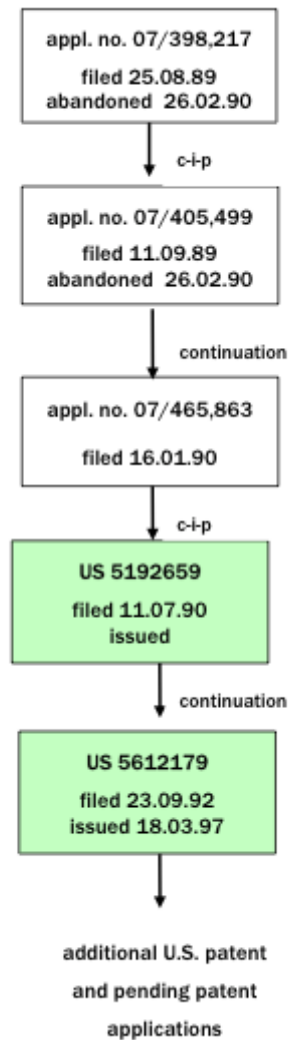 appl. no. 07/398,217
filed 25.08.89
abandoned 26.02.90
c-i-p
appl. no. 07/405,499
filed 11.09.89
abandoned 26.02.90
continuation
appl. no. 07/465,863
filed 16.01.90
c-i-p
US 5192659
filed 11.07.90
issued
continuation
US 5612179
filed 23.09.92
issued 18.03.97
additional U.S. patent
and pending patent
applications